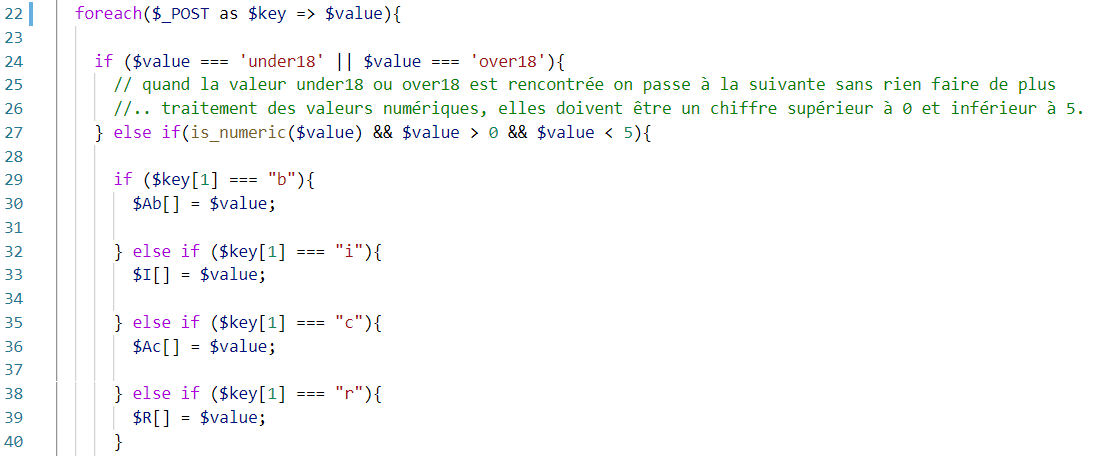 22 foreach($_POST as $key => $value){
23
24 if ($value === 'under18' || $value === 'over18'){
25 // quand la valeur under18 ou over18 est rencontrée on passe à la suivante sans rien faire de plus
26 //.. traitement des valeurs numériques, elles doivent être un chiffre supérieur à 0 et inférieur à 5.
27 } else if(is_numeric($value) && $value > 0 && $value < 5){
28
29 if ($key[1] === "b"){
30 $Ab[] = $value;
31
32 } else if ($key[1] === "i"){
33 $I[] = $value;
34
35 } else if ($key[1] === "c"){
36 $Ac[] = $value;
37
38 } else if ($key[1] === "r"){
39 $R[] = $value;
40 }